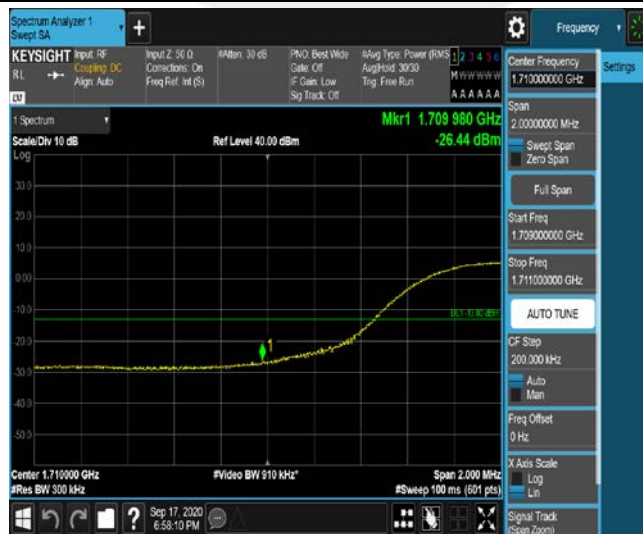 Spectrum Analyzer 1
Swept SA
+
Frequency
KEYSIGHT
RL
Input: RF
Coupling: DC
Align: Auto
Input Z: 50 Ω
Corrections: On
Freq Ref: Int (S)
#Atten: 30 dB
PNO: Best Wide
Gate: Off
IF Gain: Low
Sig Track: Off
#Avg Type: Power (RMS
Avg|Hold: 30/30
Trig: Free Run
1 2 3 4 5 6
M W W W W W
A A A A A A
LXI
1 Spectrum
Scale/Div 10 dB
Log
Ref Level 40.00 dBm
Mkr1 1.709 980 GHz
-26.44 dBm
30.0
20.0
10.0
0.00
-10.0
-20.0
-30.0
-40.0
-50.0
DL1 -13.00 dBm
1
Center 1.710000 GHz
#Res BW 300 kHz
#Video BW 910 kHz*
Span 2.000 MHz
#Sweep 100 ms (601 pts)
?
Sep 17, 2020
6:58:10 PM
Center Frequency
1.710000000 GHz
Settings
Span
2.00000000 MHz
Swept Span
Zero Span
Full Span
Start Freq
1.709000000 GHz
Stop Freq
1.711000000 GHz
AUTO TUNE
CF Step
200.000 kHz
Auto
Man
Freq Offset
0 Hz
X Axis Scale
Log
Lin
Signal Track
(Span Zoom)